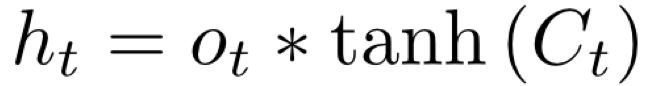 h_t = o_t * tanh (C_t)